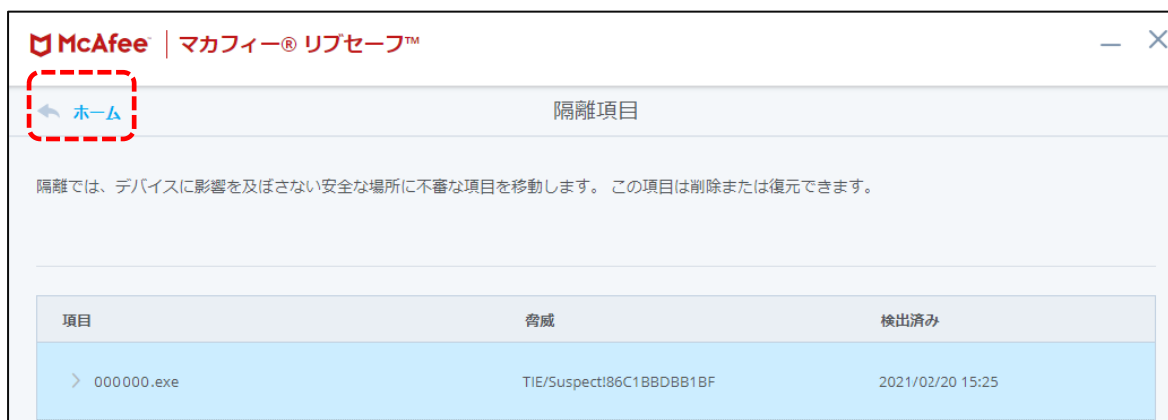 McAfee™ | マカフィー® リブセーフ™
ホーム 隔離項目
隔離では、デバイスに影響を及ぼさない安全な場所に不審な項目を移動します。 この項目は削除または復元できます。
項目 脅威 検出済み
000000.exe TIE/Suspect!86C1BBDBB1BF 2021/02/20 15:25